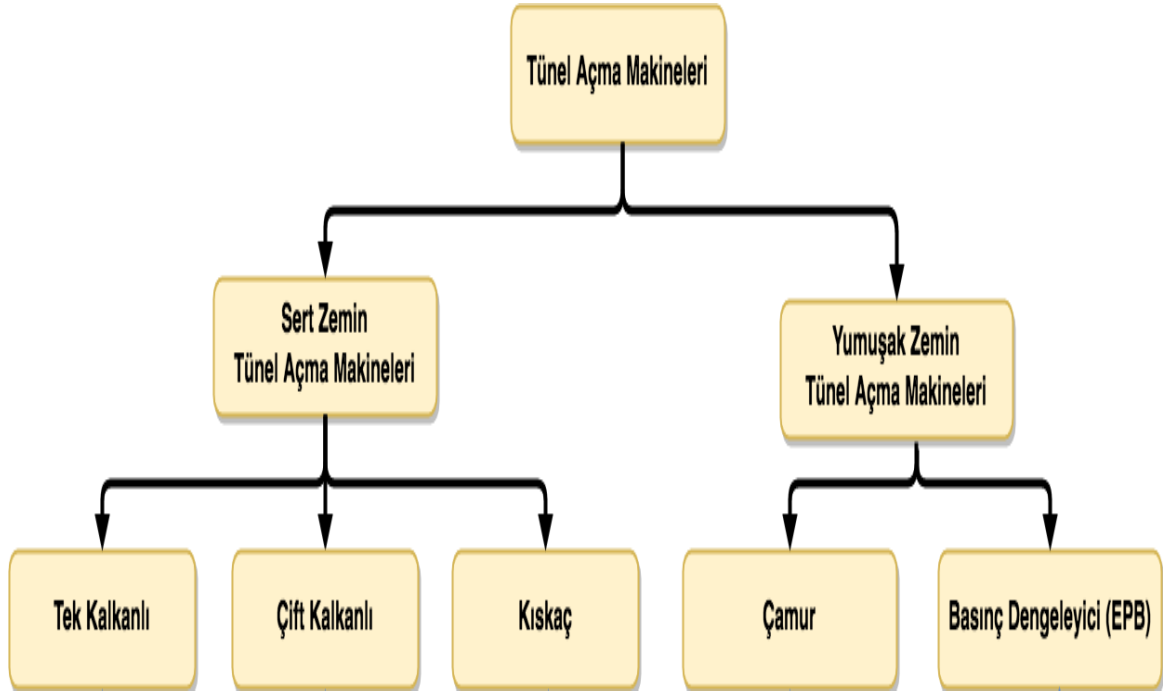 Tünel Açma Makineleri
Sert Zemin
Tünel Açma Makineleri
Yumuşak Zemin
Tünel Açma Makineleri
Tek Kalkanlı
Çift Kalkanlı
Kıskaç
Çamur
Basınç Dengeleyici (EPB)